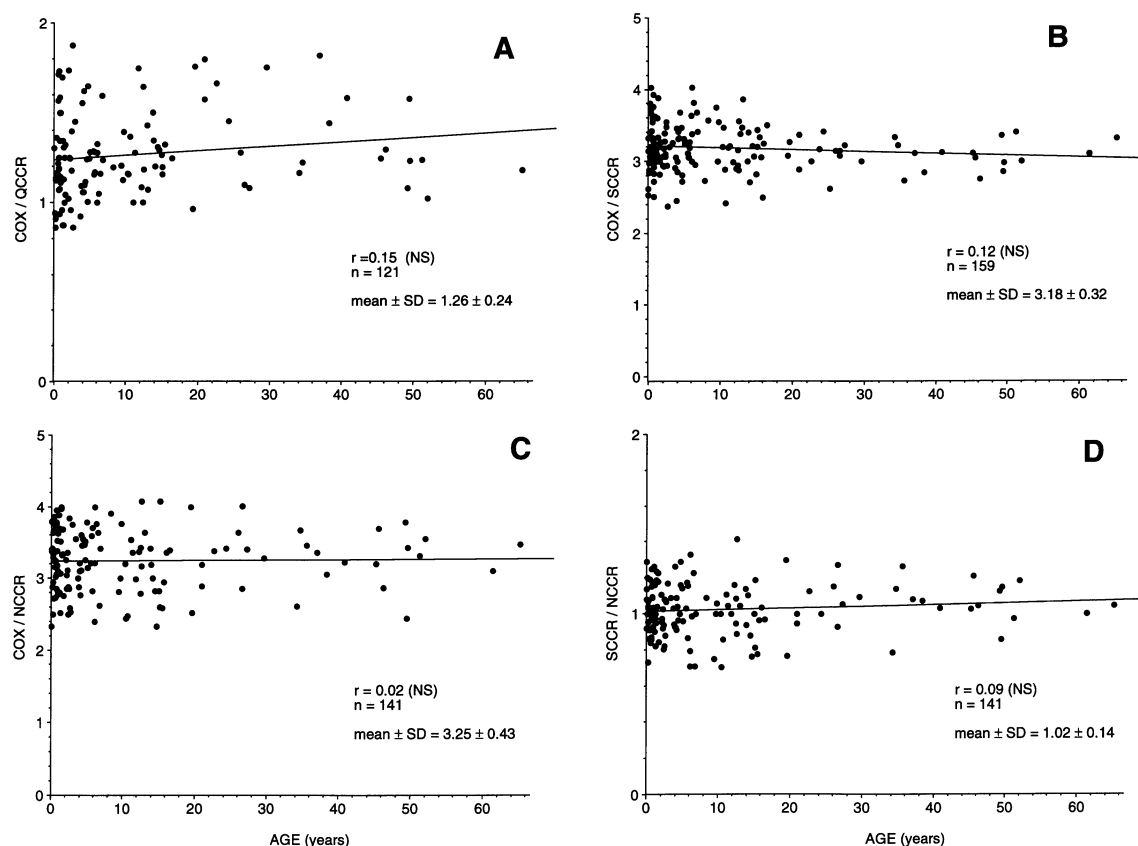 A
COX / QCCR
2
1
0
0 10 20 30 40 50 60
r =0.15 (NS)
n = 121
mean ± SD = 1.26 ± 0.24
B
COX / SCCR
5
4
3
2
1
0
0 10 20 30 40 50 60
r = 0.12 (NS)
n = 159
mean ± SD = 3.18 ± 0.32
C
COX / NCCR
5
4
3
2
1
0
0 10 20 30 40 50 60
r = 0.02 (NS)
n = 141
mean ± SD = 3.25 ± 0.43
AGE (years)
D
SCCR / NCCR
2
1
0
0 10 20 30 40 50 60
r = 0.09 (NS)
n = 141
mean ± SD = 1.02 ± 0.14
AGE (years)